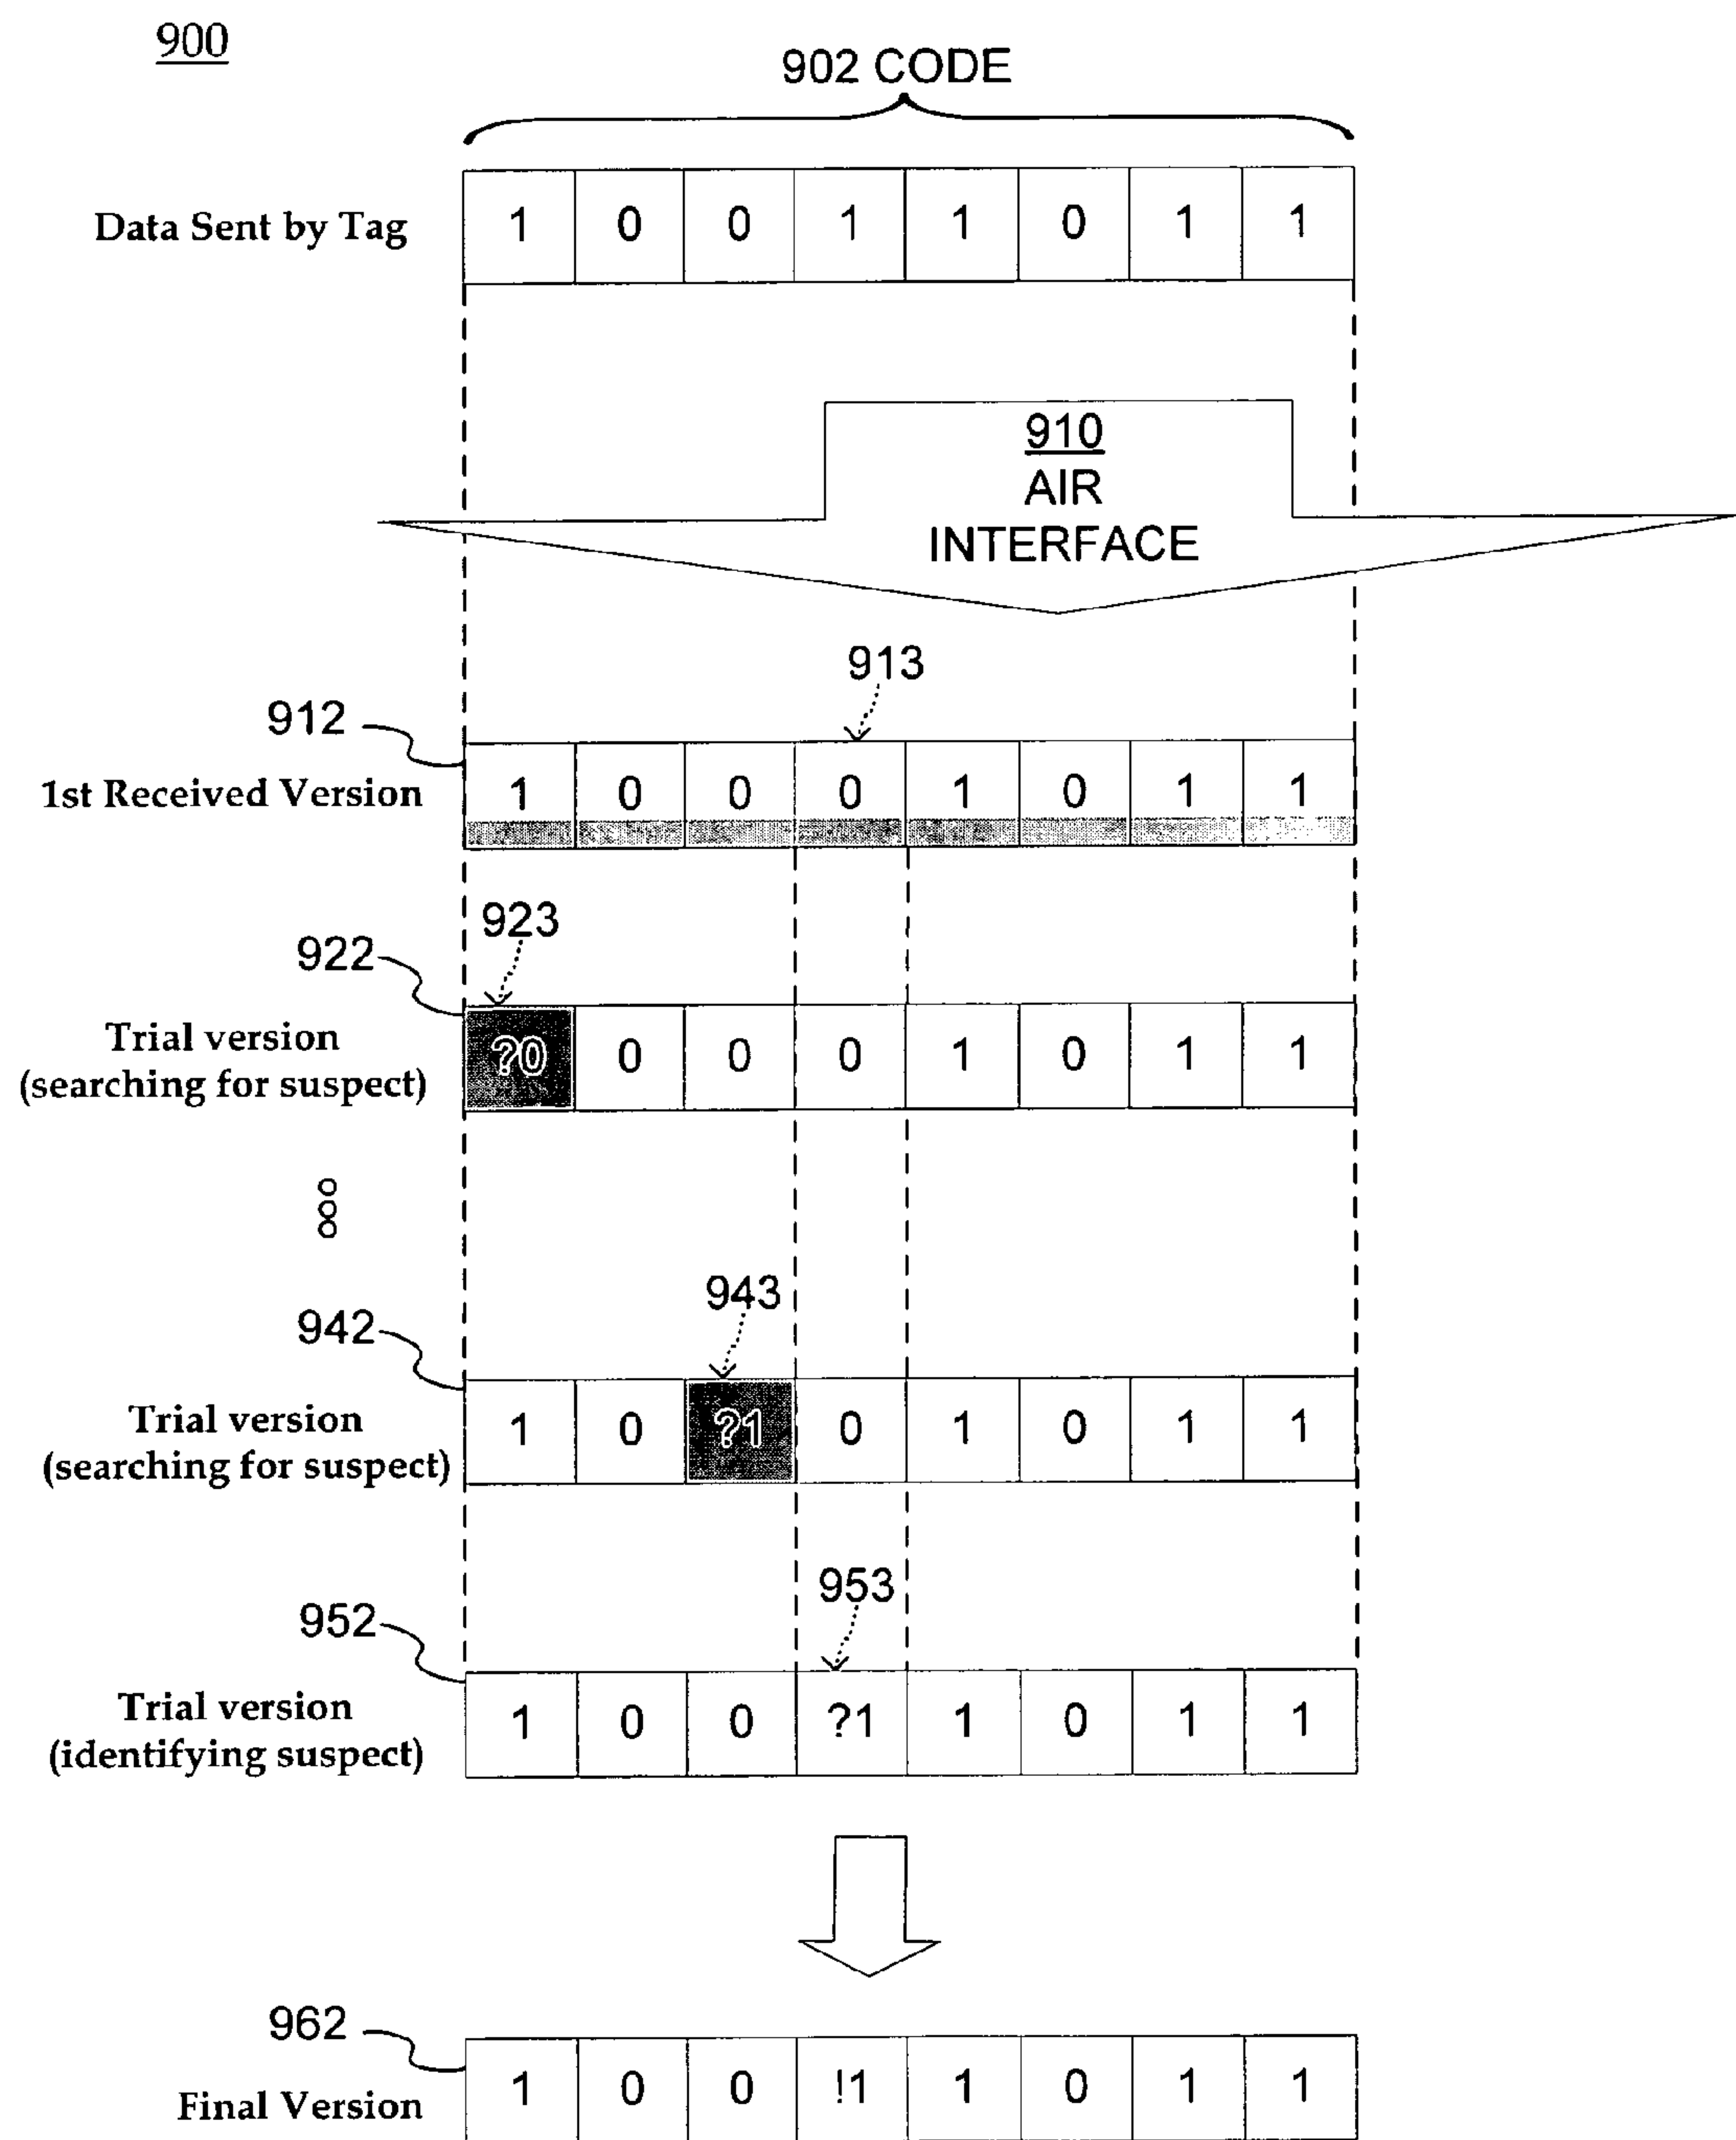 900
902 CODE
Data Sent by Tag 1 0 0 1 1 0 1 1
910
AIR
INTERFACE
913
912
1st Received Version 1 0 0 0 1 0 1 1
923
922
Trial version
(searching for suspect)
?0 0 0 0 1 0 1 1
943
942
Trial version
(searching for suspect)
1 0 ?1 0 1 0 1 1
953
952
Trial version
(identifying suspect)
1 0 0 ?1 1 0 1 1
962
Final Version 1 0 0 !1 1 0 1 1